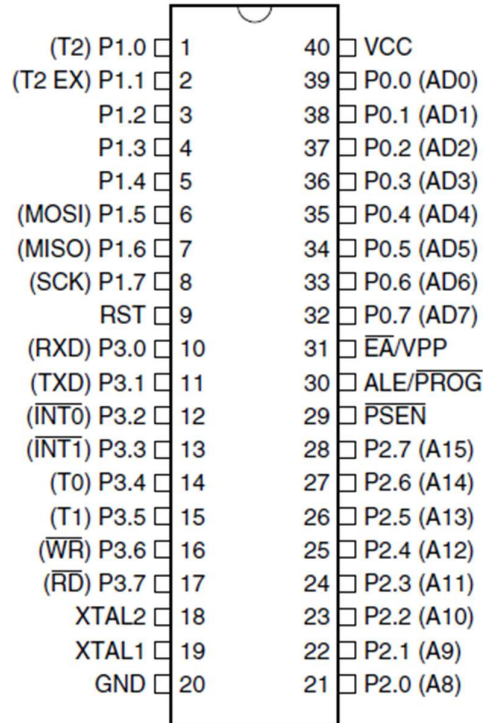 (T2) P1.0 1 40 VCC
(T2 EX) P1.1 2 39 P0.0 (AD0)
P1.2 3 38 P0.1 (AD1)
P1.3 4 37 P0.2 (AD2)
P1.4 5 36 P0.3 (AD3)
(MOSI) P1.5 6 35 P0.4 (AD4)
(MISO) P1.6 7 34 P0.5 (AD5)
(SCK) P1.7 8 33 P0.6 (AD6)
RST 9 32 P0.7 (AD7)
(RXD) P3.0 10 31 E̅A̅/VPP
(TXD) P3.1 11 30 ALE/P̅R̅O̅G̅
(I̅N̅T̅0̅) P3.2 12 29 P̅S̅E̅N̅
(I̅N̅T̅1̅) P3.3 13 28 P2.7 (A15)
(T0) P3.4 14 27 P2.6 (A14)
(T1) P3.5 15 26 P2.5 (A13)
(W̅R̅) P3.6 16 25 P2.4 (A12)
(R̅D̅) P3.7 17 24 P2.3 (A11)
XTAL2 18 23 P2.2 (A10)
XTAL1 19 22 P2.1 (A9)
GND 20 21 P2.0 (A8)